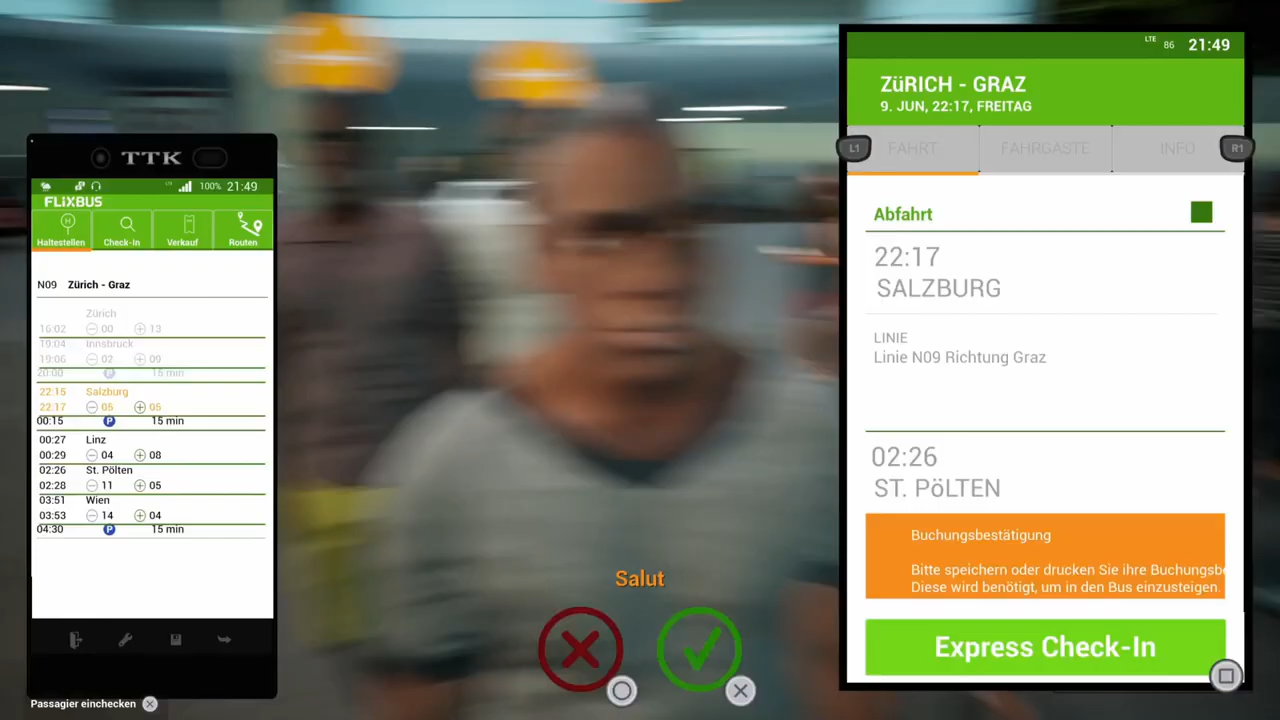 TTK
100% 21:49
FLiXBUS
Haltestellen Check-In Verkauf Routen
N09 Zürich - Graz
Zürich
16:02 00 13
19:04 Innsbruck
19:06 02 09
20:00 P 15 min
22:15 Salzburg
22:17 05 05
00:15 P 15 min
00:27 Linz
00:29 04 08
02:26 St. Pölten
02:28 11 05
03:51 Wien
03:53 14 04
04:30 P 15 min
Passagier einchecken
Salut
LTE 86 21:49
ZüRICH - GRAZ
9. JUN, 22:17, FREITAG
L1 FAHRT FAHRGÄSTE INFO R1
Abfahrt
22:17
SALZBURG
LINIE
Linie N09 Richtung Graz
02:26
ST. PöLTEN
Buchungsbestätigung
Bitte speichern oder drucken Sie ihre Buchungsbe
Diese wird benötigt, um in den Bus einzusteigen.
Express Check-In